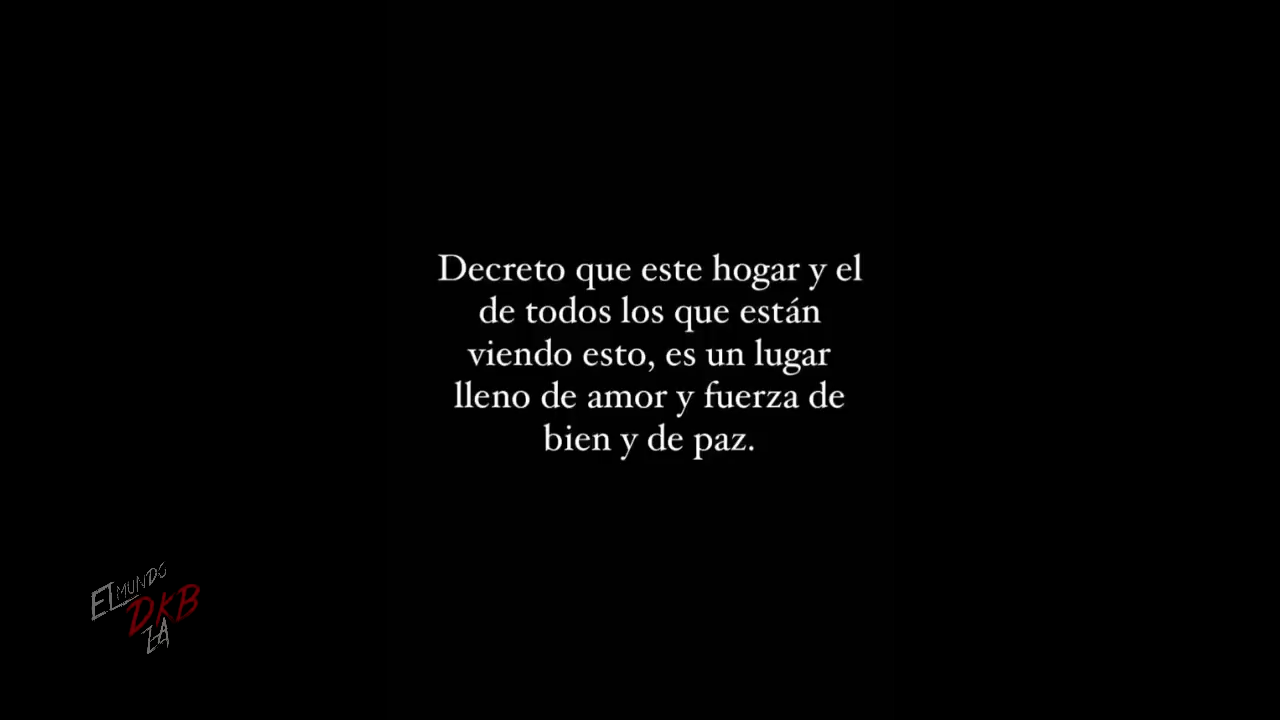 Decreto que este hogar y el
de todos los que están
viendo esto, es un lugar
lleno de amor y fuerza de
bien y de paz.
EL MUNDO
DKB
ZA